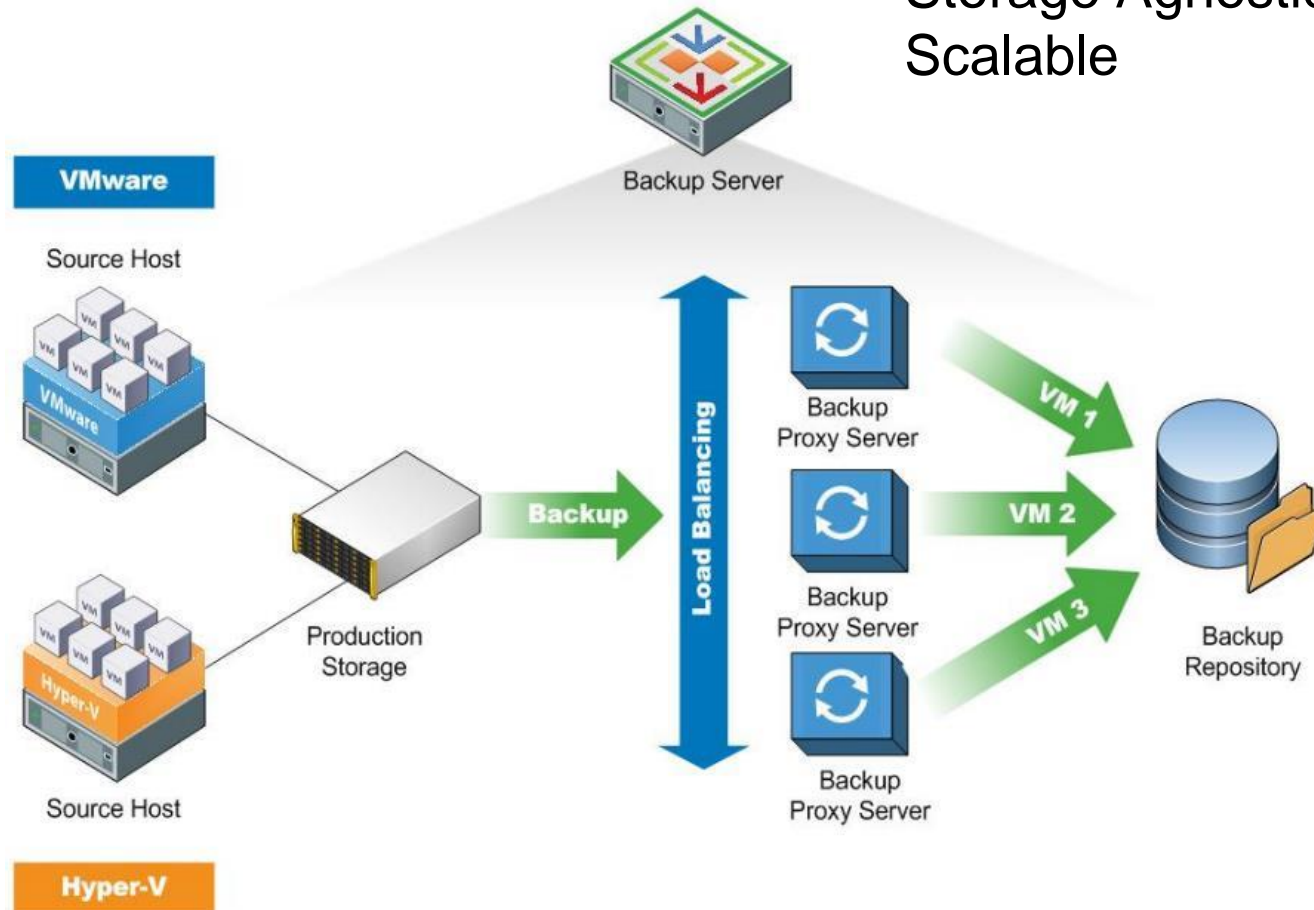 Scalable
Backup Server
VMware
Source Host
VM
VM
VM
VM
VM
VM
VMware
Production
Storage
Backup
Load Balancing
Backup
Proxy Server
VM 1
Backup
Proxy Server
VM 2
Backup
Proxy Server
VM 3
Backup
Repository
VM
VM
VM
VM
VM
VM
Hyper-V
Source Host
Hyper-V